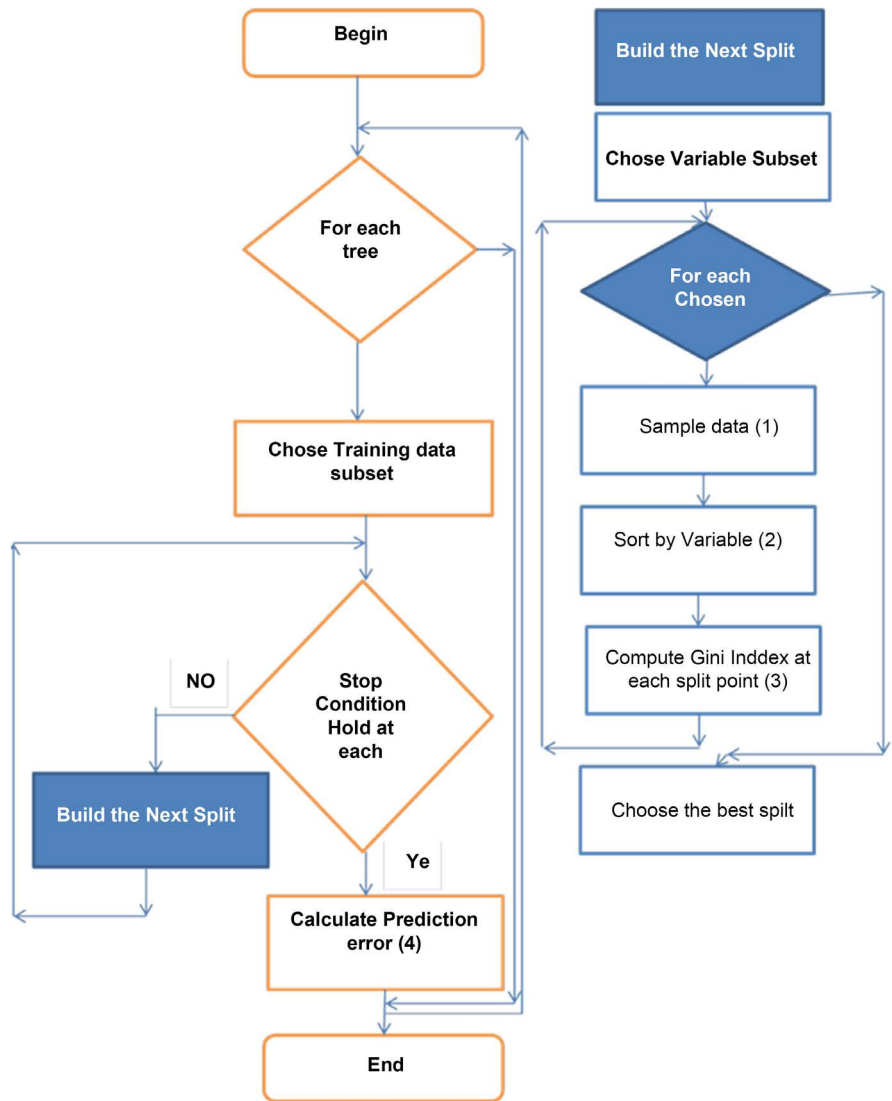 Begin
For each
tree
Chose Training data
subset
Stop
Condition
Hold at
each
NO
Build the Next Split
Ye
Calculate Prediction
error (4)
End
Build the Next Split
Chose Variable Subset
For each
Chosen
Sample data (1)
Sort by Variable (2)
Compute Gini Inddex at
each split point (3)
Choose the best spilt